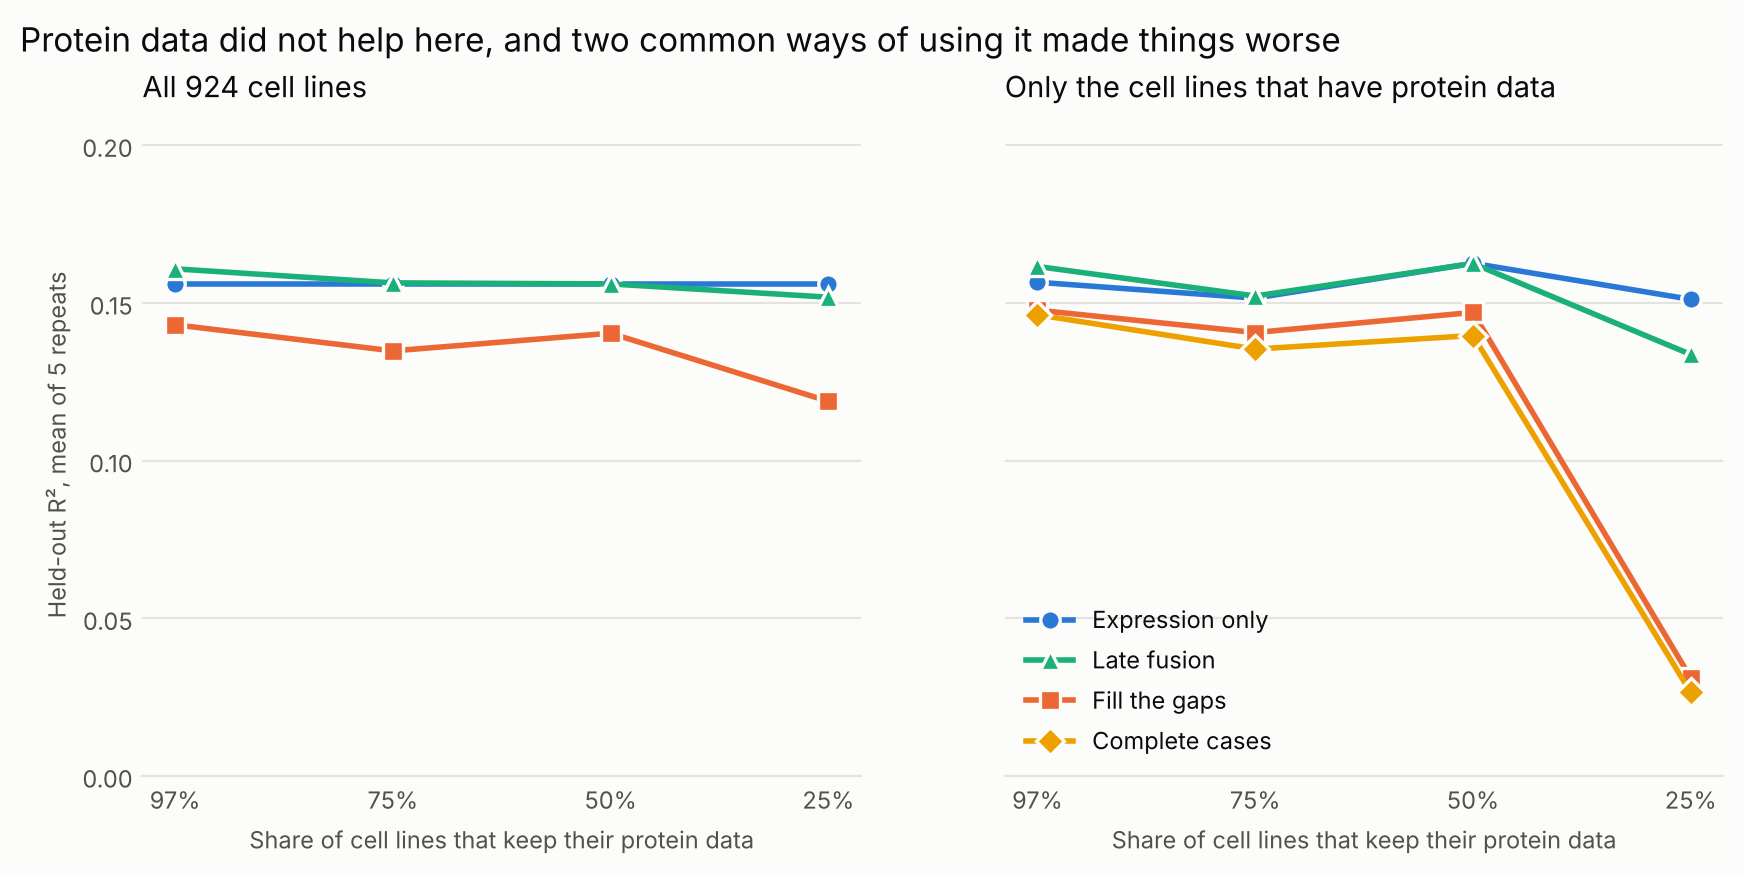 Protein data did not help here, and two common ways of using it made things worse
All 924 cell lines
Only the cell lines that have protein data
Held-out R², mean of 5 repeats
0.20
0.15
0.10
0.05
0.00
97% 75% 50% 25%
Share of cell lines that keep their protein data
Expression only
Late fusion
Fill the gaps
Complete cases
97% 75% 50% 25%
Share of cell lines that keep their protein data